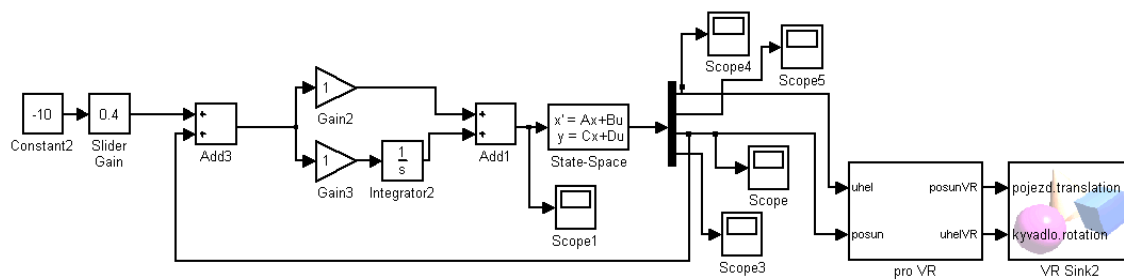 Scope4
Scope5
-10
Constant2
0.4
Slider
Gain
+
+
Add3
1
Gain2
1
Gain3
1
s
Integrator2
+
+
Add1
Scope1
x' = Ax+Bu
y = Cx+Du
State-Space
Scope
Scope3
uhel
posun
posunVR
uhelVR
pro VR
pojezd.translation
kyvadlo.rotation
VR Sink2